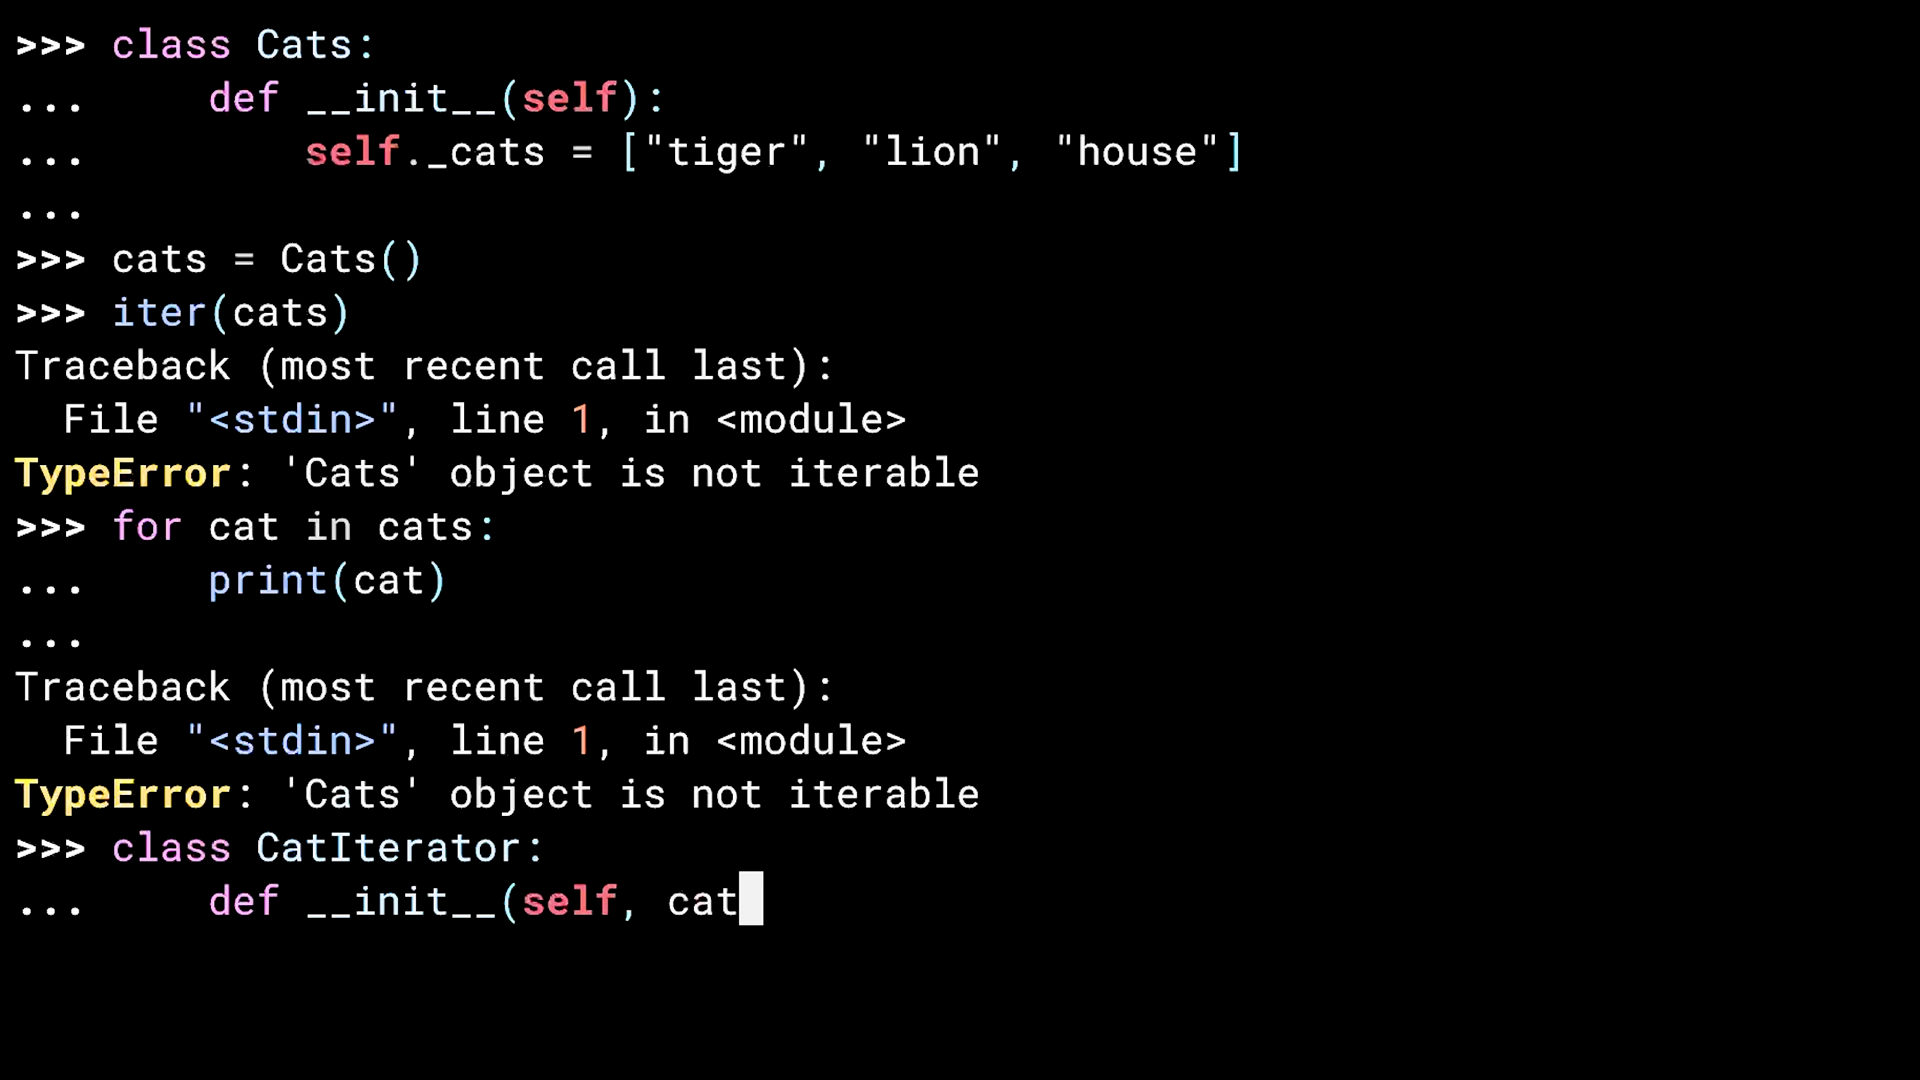 >>> class Cats:
...     def __init__(self):
...         self._cats = ["tiger", "lion", "house"]
...
>>> cats = Cats()
>>> iter(cats)
Traceback (most recent call last):
  File "<stdin>", line 1, in <module>
TypeError: 'Cats' object is not iterable
>>> for cat in cats:
...     print(cat)
...
Traceback (most recent call last):
  File "<stdin>", line 1, in <module>
TypeError: 'Cats' object is not iterable
>>> class CatIterator:
...     def __init__(self, cat